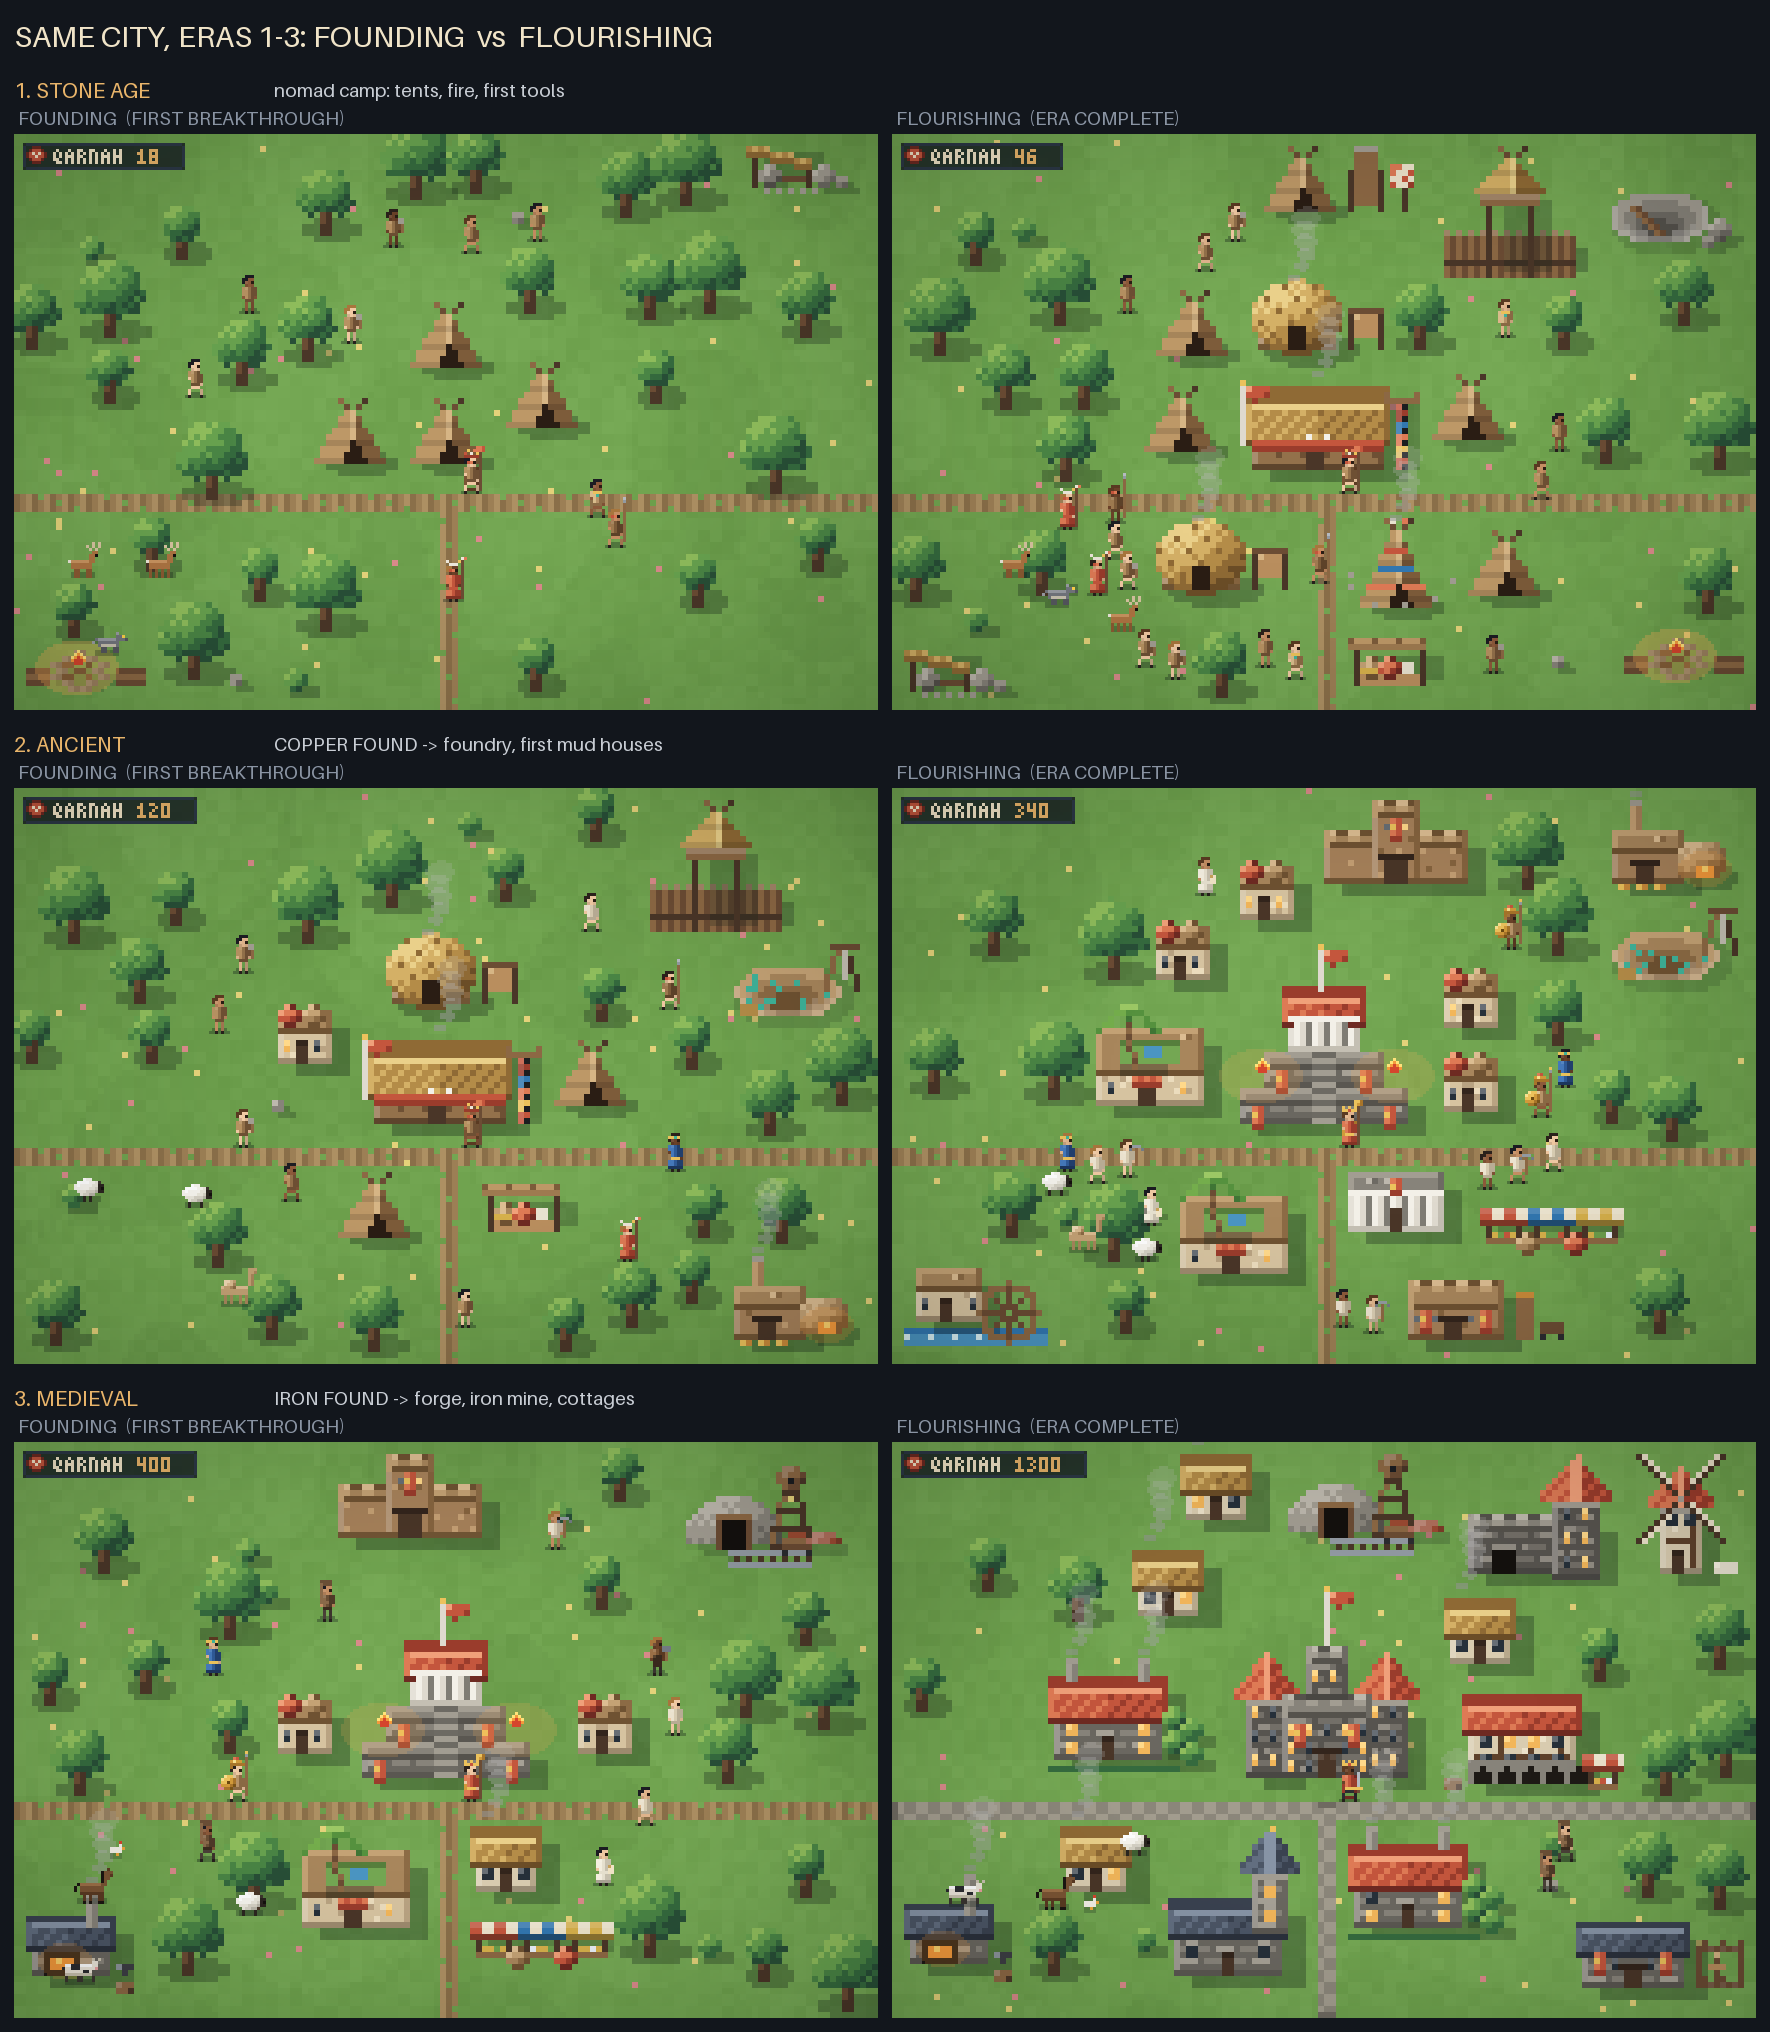 SAME CITY, ERAS 1-3: FOUNDING vs FLOURISHING
1. STONE AGE nomad camp: tents, fire, first tools
FOUNDING (FIRST BREAKTHROUGH) FLOURISHING (ERA COMPLETE)
QARNAH 18 QARNAH 46
2. ANCIENT COPPER FOUND -> foundry, first mud houses
FOUNDING (FIRST BREAKTHROUGH) FLOURISHING (ERA COMPLETE)
QARNAH 120 QARNAH 340
3. MEDIEVAL IRON FOUND -> forge, iron mine, cottages
FOUNDING (FIRST BREAKTHROUGH) FLOURISHING (ERA COMPLETE)
QARNAH 400 QARNAH 1300